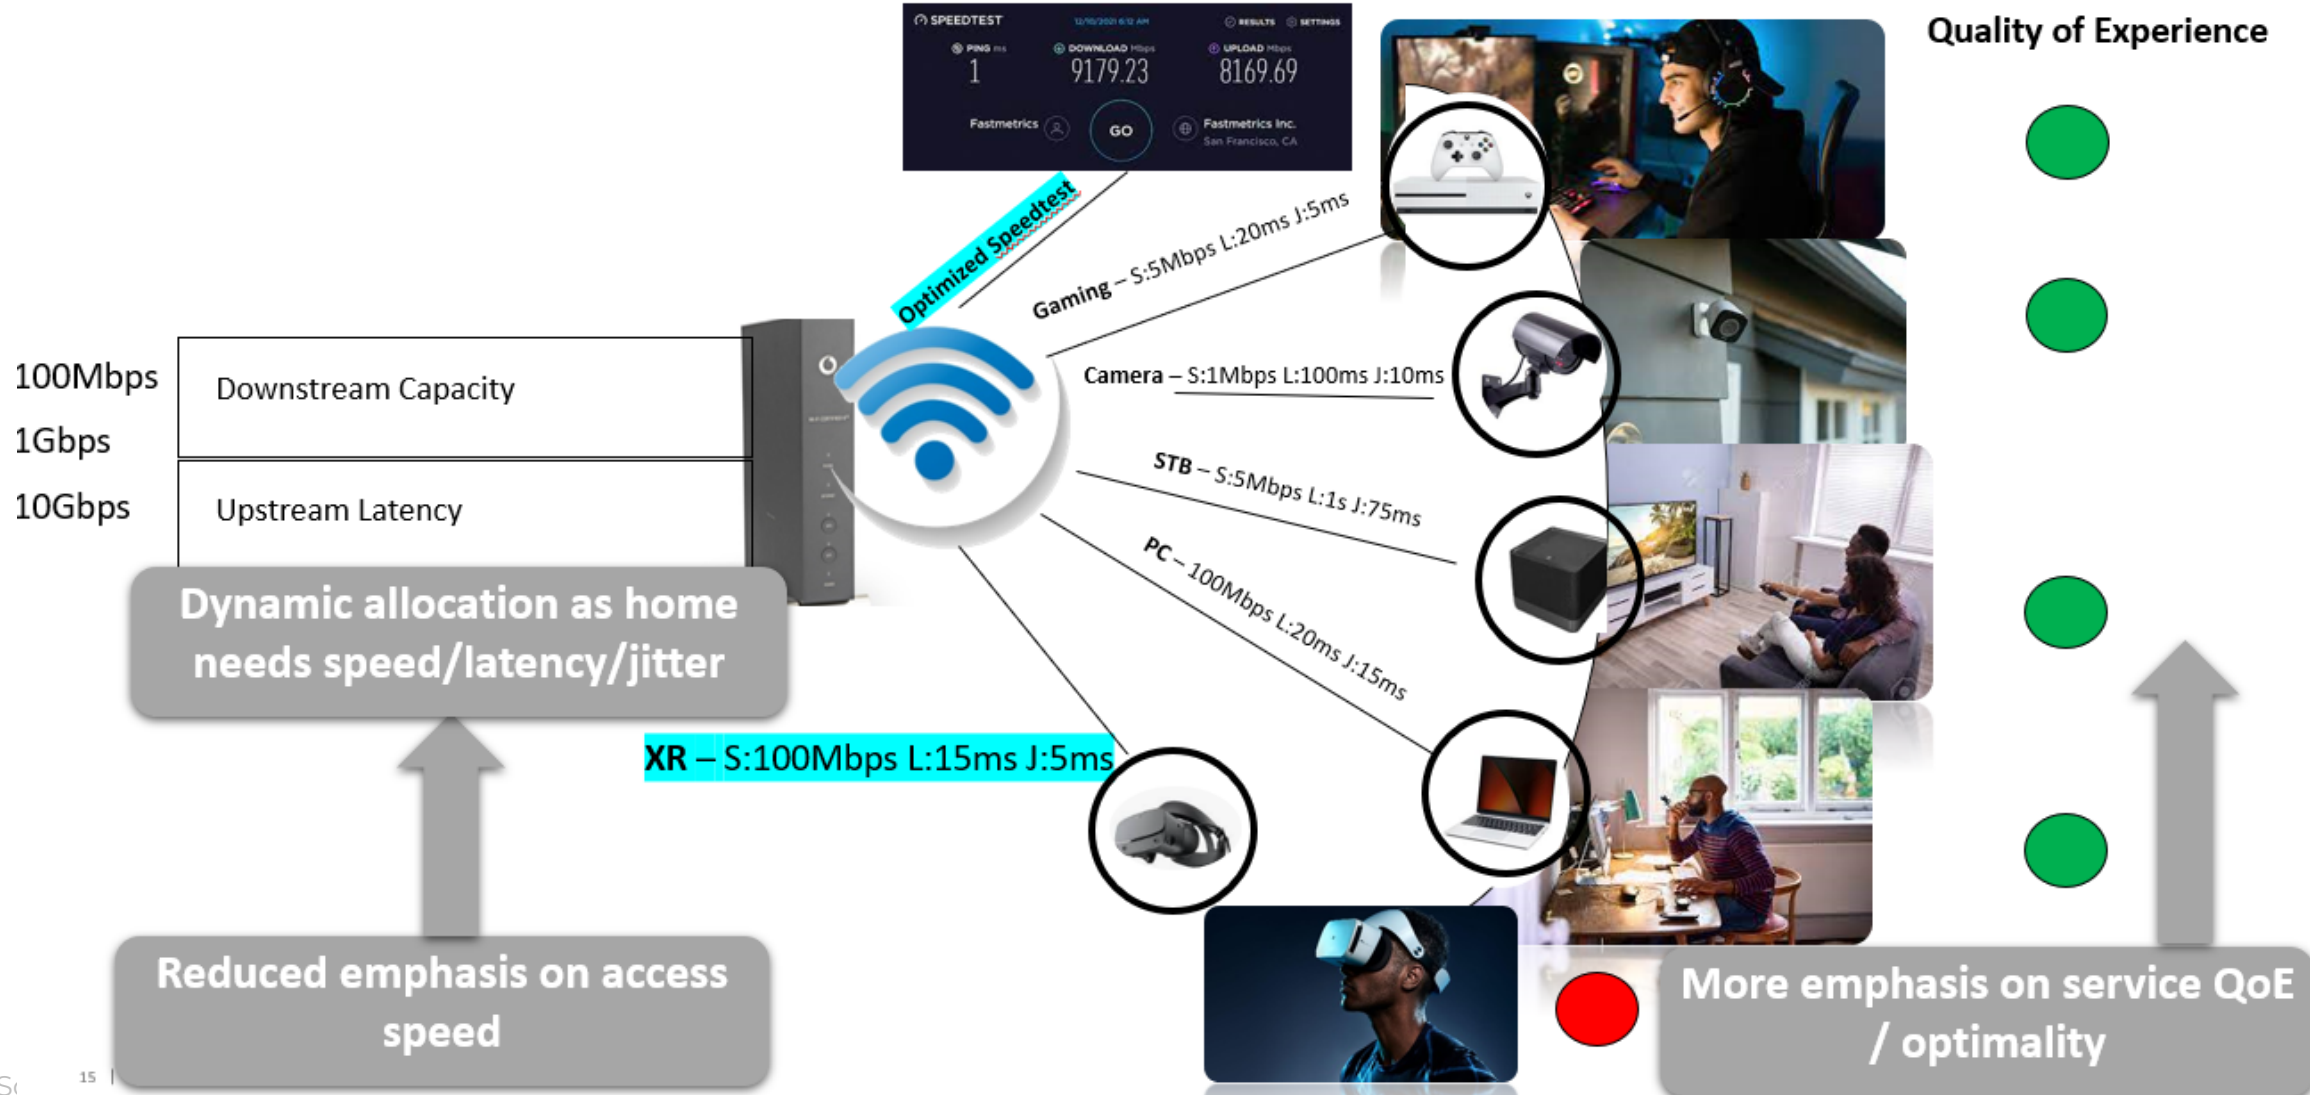 SPEEDTEST
12/10/2021 6:12 AM
RESULTS SETTINGS
PING ms
1
DOWNLOAD Mbps
9179.23
UPLOAD Mbps
8169.69
Fastmetrics
GO
Fastmetrics Inc.
San Francisco, CA
Quality of Experience
Optimized Speedtest
Gaming – S:5Mbps L:20ms J:5ms
Camera – S:1Mbps L:100ms J:10ms
STB – S:5Mbps L:1s J:75ms
PC – 100Mbps L:20ms J:15ms
XR – S:100Mbps L:15ms J:5ms
100Mbps
1Gbps
10Gbps
Downstream Capacity
Upstream Latency
Dynamic allocation as home
needs speed/latency/jitter
Reduced emphasis on access
speed
More emphasis on service QoE
/ optimality
15 |